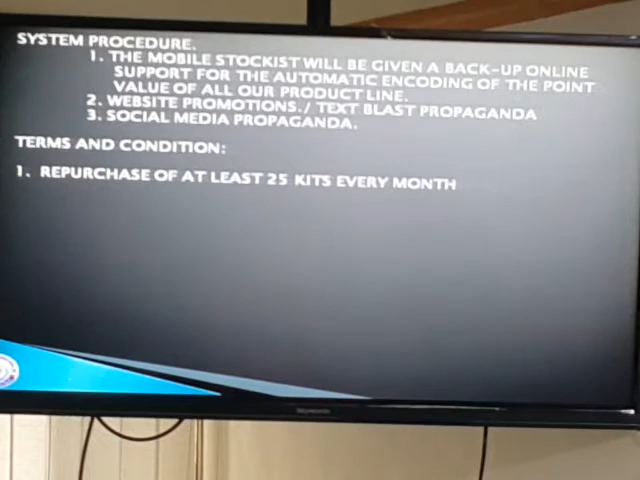 SYSTEM PROCEDURE.
1. THE MOBILE STOCKIST WILL BE GIVEN A BACK-UP ONLINE
SUPPORT FOR THE AUTOMATIC ENCODING OF THE POINT
VALUE OF ALL OUR PRODUCT LINE.
2. WEBSITE PROMOTIONS./ TEXT BLAST PROPAGANDA
3. SOCIAL MEDIA PROPAGANDA.
TERMS AND CONDITION:
1. REPURCHASE OF AT LEAST 25 KITS EVERY MONTH